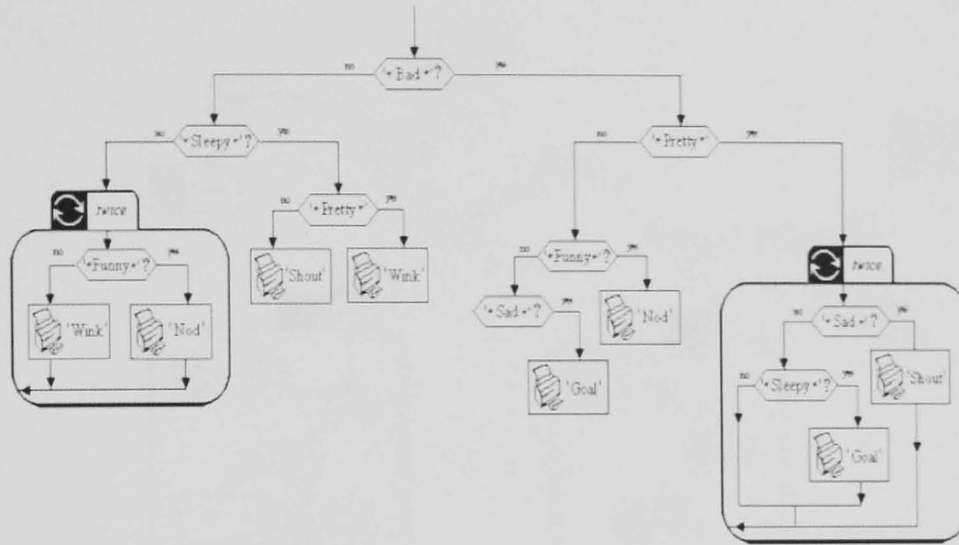 '*Bad*'?
no
yes
'*Sleepy*'?
no
yes
'*Pretty*'
no
yes
twice
'*Pretty*'
no
yes
'*Funny*'?
no
yes
'*Funny*'?
no
yes
twice
'Shout'
'Wink'
'*Sad*'?
no
yes
'Nod'
'*Sad*'?
no
yes
'Wink'
'Nod'
'Goal'
'*Sleepy*'?
no
yes
'Shout'
'Goal'